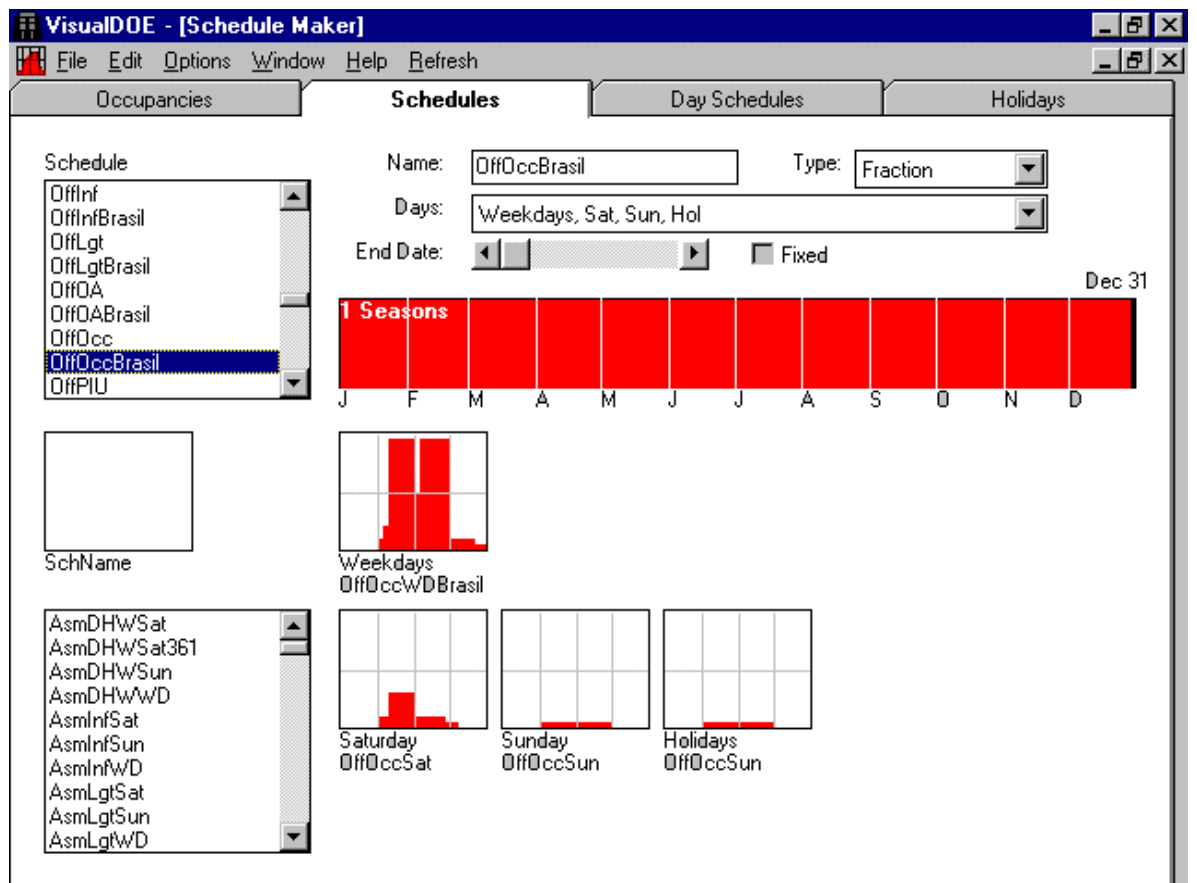 VisualDOE - [Schedule Maker]
File Edit Options Window Help Refresh
Occupancies Schedules Day Schedules Holidays
Schedule
OffInf
OffInfBrasil
OffLgt
OffLgtBrasil
OffOA
OffOABrasil
OffOcc
OffOccBrasil
OffPIU
Name: OffOccBrasil Type: Fraction
Days: Weekdays, Sat, Sun, Hol
End Date: Fixed
Dec 31
1 Seasons
J F M A M J J A S O N D
SchName
Weekdays
OffOccWDBrasil
AsmDHWSat
AsmDHWSat361
AsmDHWSun
AsmDHWWD
AsmInfSat
AsmInfSun
AsmInfWD
AsmLgtSat
AsmLgtSun
AsmLgtWD
Saturday
OffOccSat
Sunday
OffOccSun
Holidays
OffOccSun